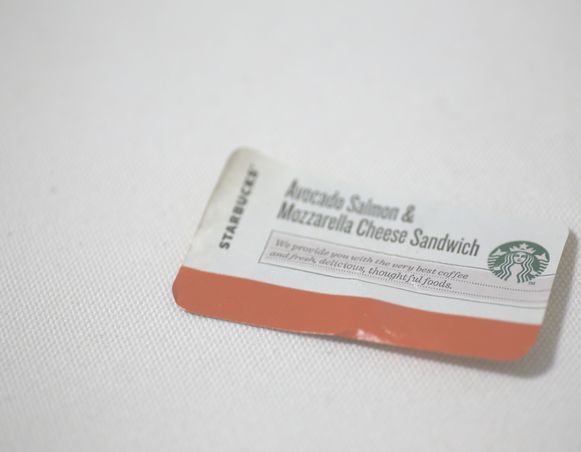 STARBUCKS
Avocado Salmon &
Mozzarella Cheese Sandwich
We provide you with the very best coffee
and fresh, delicious, thoughtful foods.